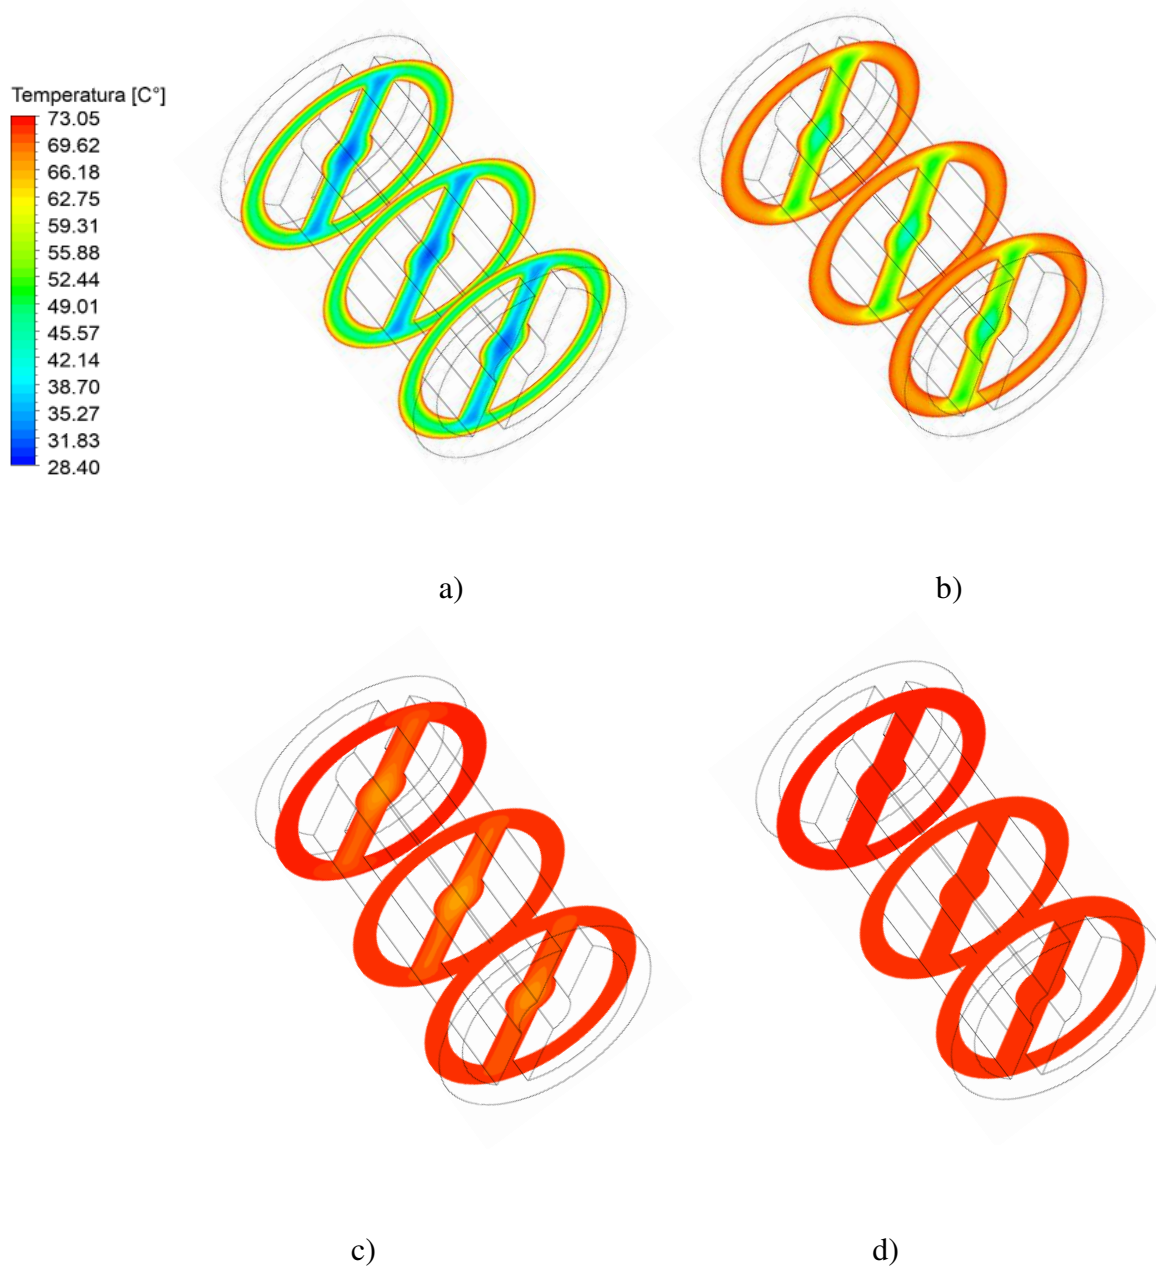 Temperatura [C°]
73.05
69.62
66.18
62.75
59.31
55.88
52.44
49.01
45.57
42.14
38.70
35.27
31.83
28.40
a)
b)
c)
d)